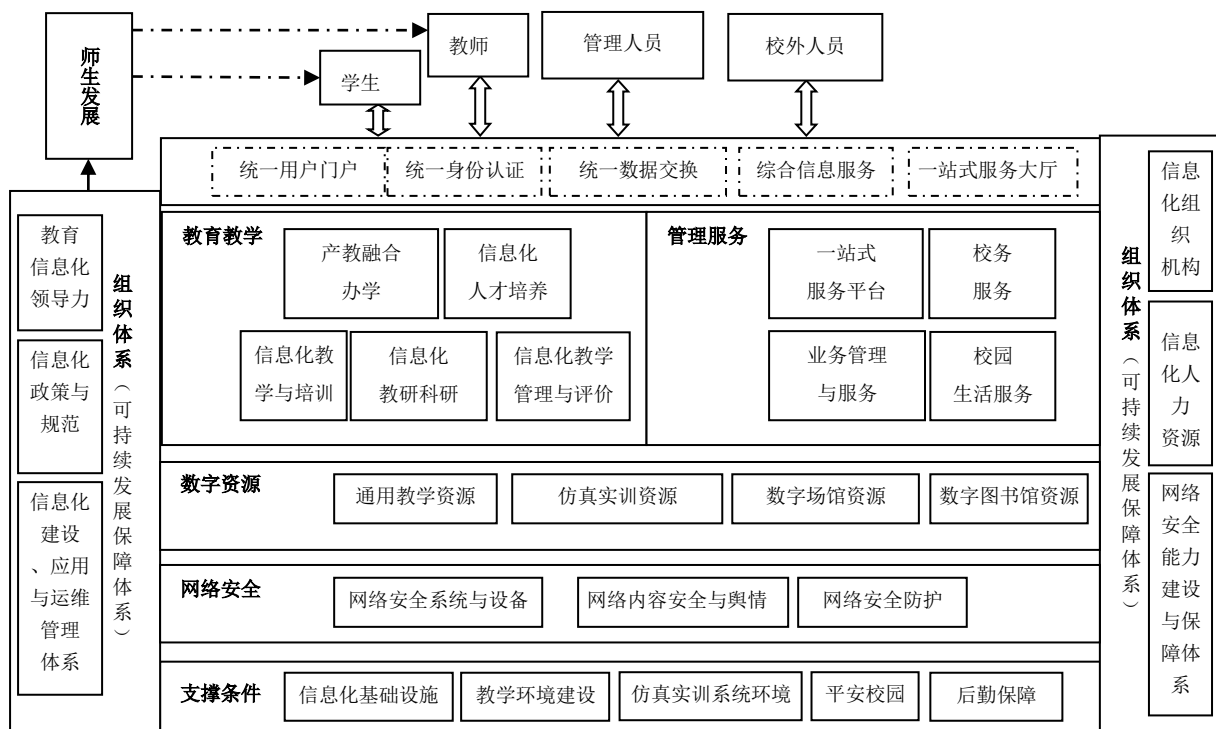 师生发展
教师
管理人员
校外人员
学生
统一用户门户
统一身份认证
统一数据交换
综合信息服务
一站式服务大厅
教育
信息化
领导力
信息化
政策与
规范
信息化
建设
、应用
与运维
管理
体系
组织体系（可持续发展保障体系）
教育教学
产教融合
办学
信息化
人才培养
信息化教
学与培训
信息化
教研科研
信息化教学
管理与评价
管理服务
一站式
服务平台
校务
服务
业务管理
与服务
校园
生活服务
数字资源
通用教学资源
仿真实训资源
数字场馆资源
数字图书馆资源
网络安全
网络安全系统与设备
网络内容安全与舆情
网络安全防护
支撑条件
信息化基础设施
教学环境建设
仿真实训系统环境
平安校园
后勤保障
组织体系（可持续发展保障体系）
信息
化组
织
机构
信息
化人
力
资源
网络
安全
能力
建设
与保
障体
系